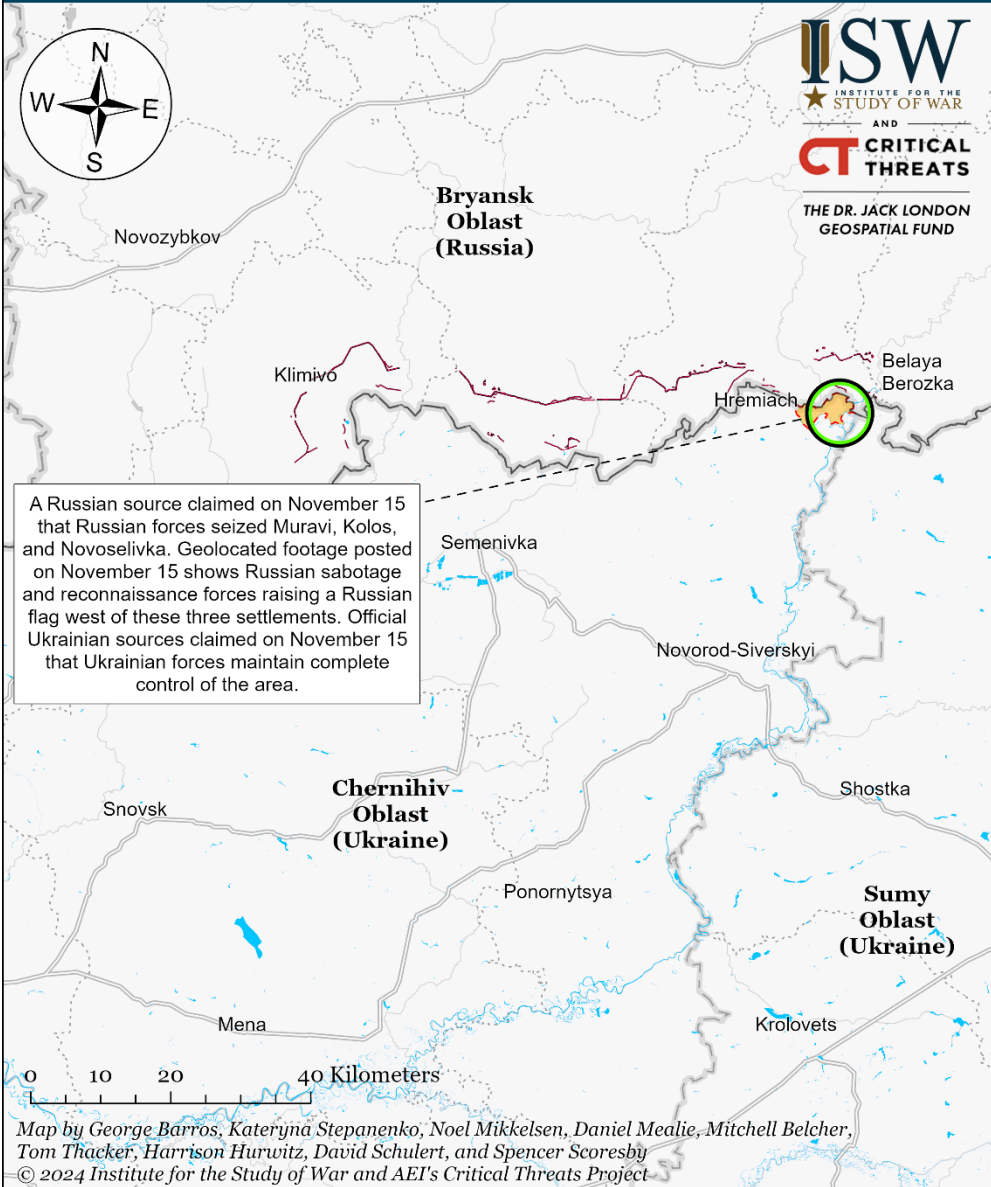 N
W
E
S
ISW
INSTITUTE FOR THE
STUDY OF WAR
AND
CT CRITICAL
THREATS
THE DR. JACK LONDON
GEOSPATIAL FUND
Bryansk
Oblast
(Russia)
Novozybkov
Klimivo
Belaya
Berozka
Hremiach
A Russian source claimed on November 15
that Russian forces seized Muravi, Kolos,
and Novoselivka. Geolocated footage posted
on November 15 shows Russian sabotage
and reconnaissance forces raising a Russian
flag west of these three settlements. Official
Ukrainian sources claimed on November 15
that Ukrainian forces maintain complete
control of the area.
Semenivka
Novorod-Siverskyi
Chernihiv
Oblast
(Ukraine)
Snovsk
Shostka
Ponornytsya
Sumy
Oblast
(Ukraine)
Mena
Krolovets
0 10 20 40 Kilometers
Map by George Barros, Kateryna Stepanenko, Noel Mikkelsen, Daniel Mealie, Mitchell Belcher,
Tom Thacker, Harrison Hurwitz, David Schulert, and Spencer Scoresby
© 2024 Institute for the Study of War and AEI's Critical Threats Project